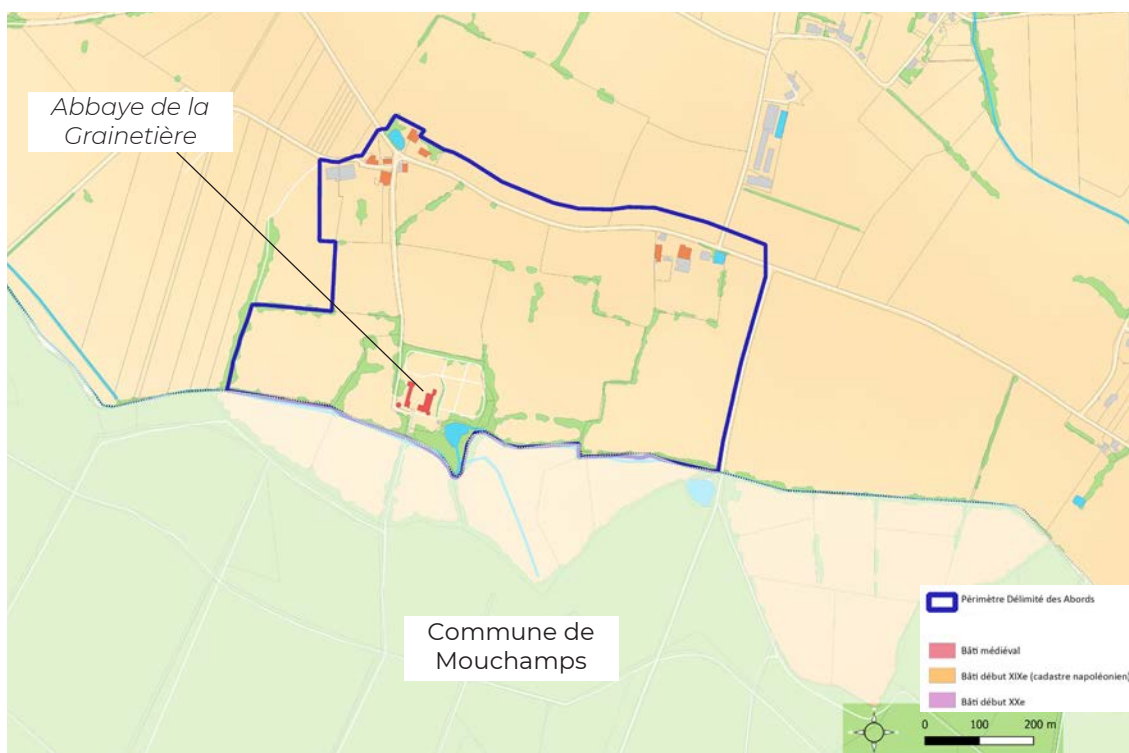 Abbaye de la
Grainetière
Commune de
Mouchamps
Périmètre Délimité des Abords
Bâti médiéval
Bâti début XIXe (cadastre napoléonien)
Bâti début XXe
0 100 200 m